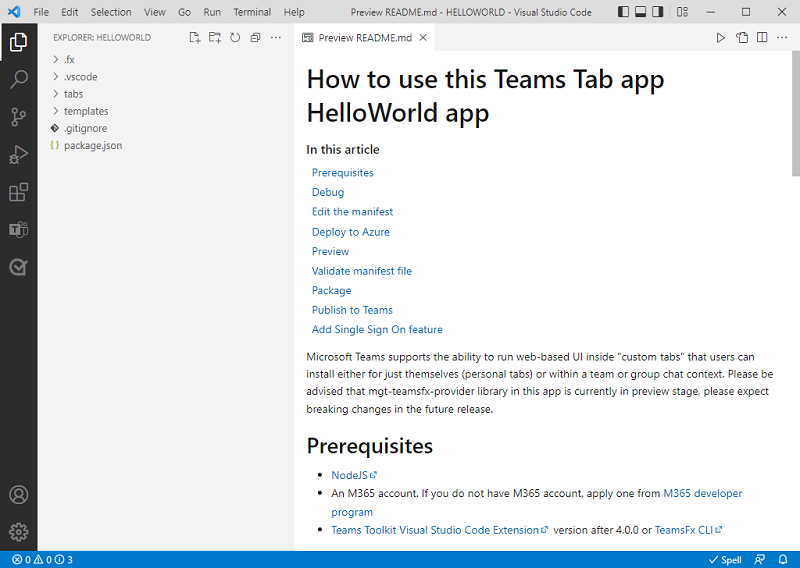 File Edit Selection View Go Run Terminal Help Preview README.md - HELLOWORLD - Visual Studio Code
EXPLORER: HELLOWORLD
.fx
.vscode
tabs
templates
.gitignore
{} package.json
Preview README.md
How to use this Teams Tab app
HelloWorld app
In this article
Prerequisites
Debug
Edit the manifest
Deploy to Azure
Preview
Validate manifest file
Package
Publish to Teams
Add Single Sign On feature
Microsoft Teams supports the ability to run web-based UI inside "custom tabs" that users can
install either for just themselves (personal tabs) or within a team or group chat context. Please be
advised that mgt-teamsfx-provider library in this app is currently in preview stage, please expect
breaking changes in the future release.
Prerequisites
• NodeJS
• An M365 account. If you do not have M365 account, apply one from M365 developer
program
• Teams Toolkit Visual Studio Code Extension version after 4.0.0 or TeamsFx CLI
0 0 3 Spell